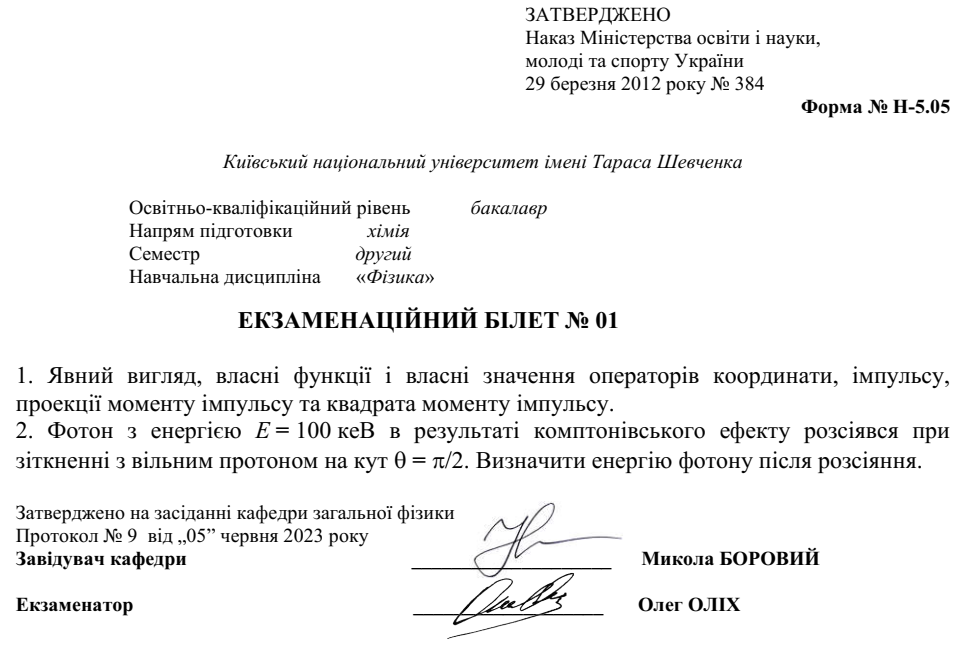 ЗАТВЕРДЖЕНО
Наказ Міністерства освіти і науки,
молоді та спорту України
29 березня 2012 року № 384
Форма № Н-5.05
Київський національний університет імені Тараса Шевченка
Освітньо-кваліфікаційний рівень бакалавр
Напрям підготовки хімія
Семестр другий
Навчальна дисципліна «Фізика»
ЕКЗАМЕНАЦІЙНИЙ БІЛЕТ № 01
1. Явний вигляд, власні функції і власні значення операторів координати, імпульсу,
проекції моменту імпульсу та квадрата моменту імпульсу.
2. Фотон з енергією E = 100 кеВ в результаті комптонівського ефекту розсіявся при
зіткненні з вільним протоном на кут θ = π/2. Визначити енергію фотону після розсіяння.
Затверджено на засіданні кафедри загальної фізики
Протокол № 9 від „05” червня 2023 року
Завідувач кафедри Микола БОРОВИЙ
Екзаменатор Олег ОЛІХ